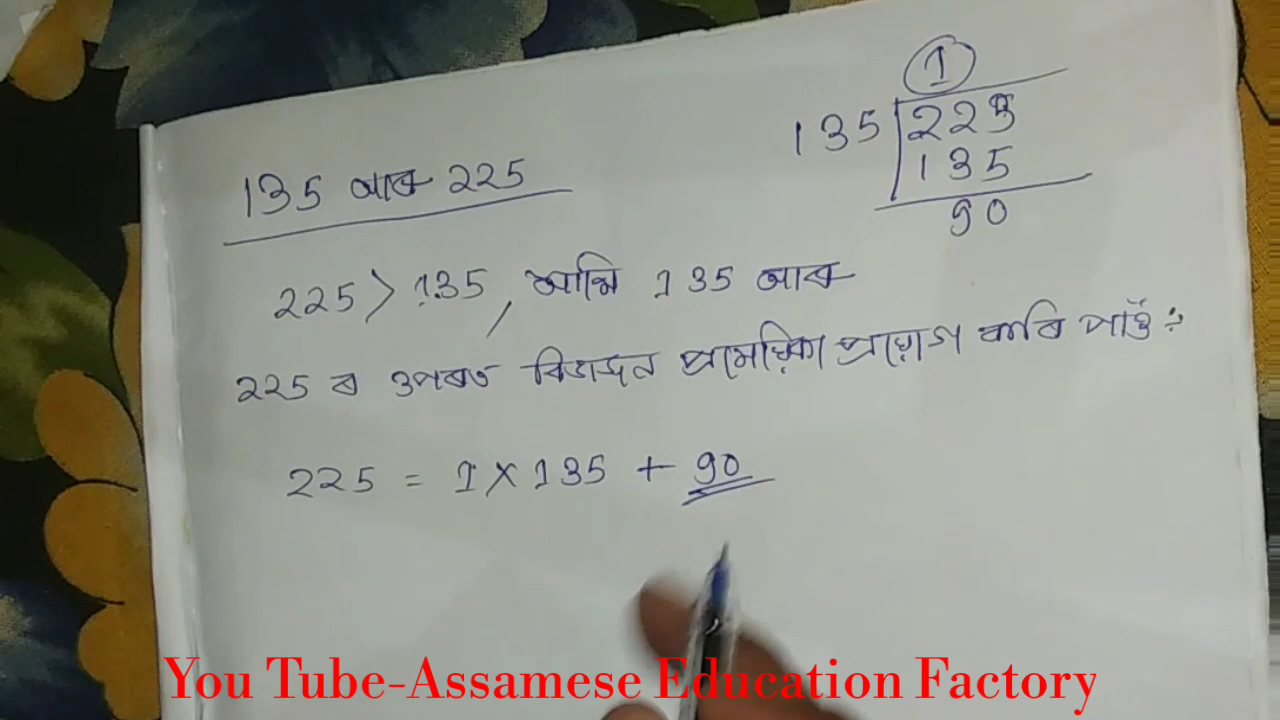 135 আৰু 225
1
135 225
135
90
225 > 135, আমি 135 আৰু
225 ৰ ওপৰত বিভাজন প্ৰমেয়িকা প্ৰয়োগ কৰি পাওঁ :-
225 = 1 × 135 + 90
You Tube-Assamese Education Factory